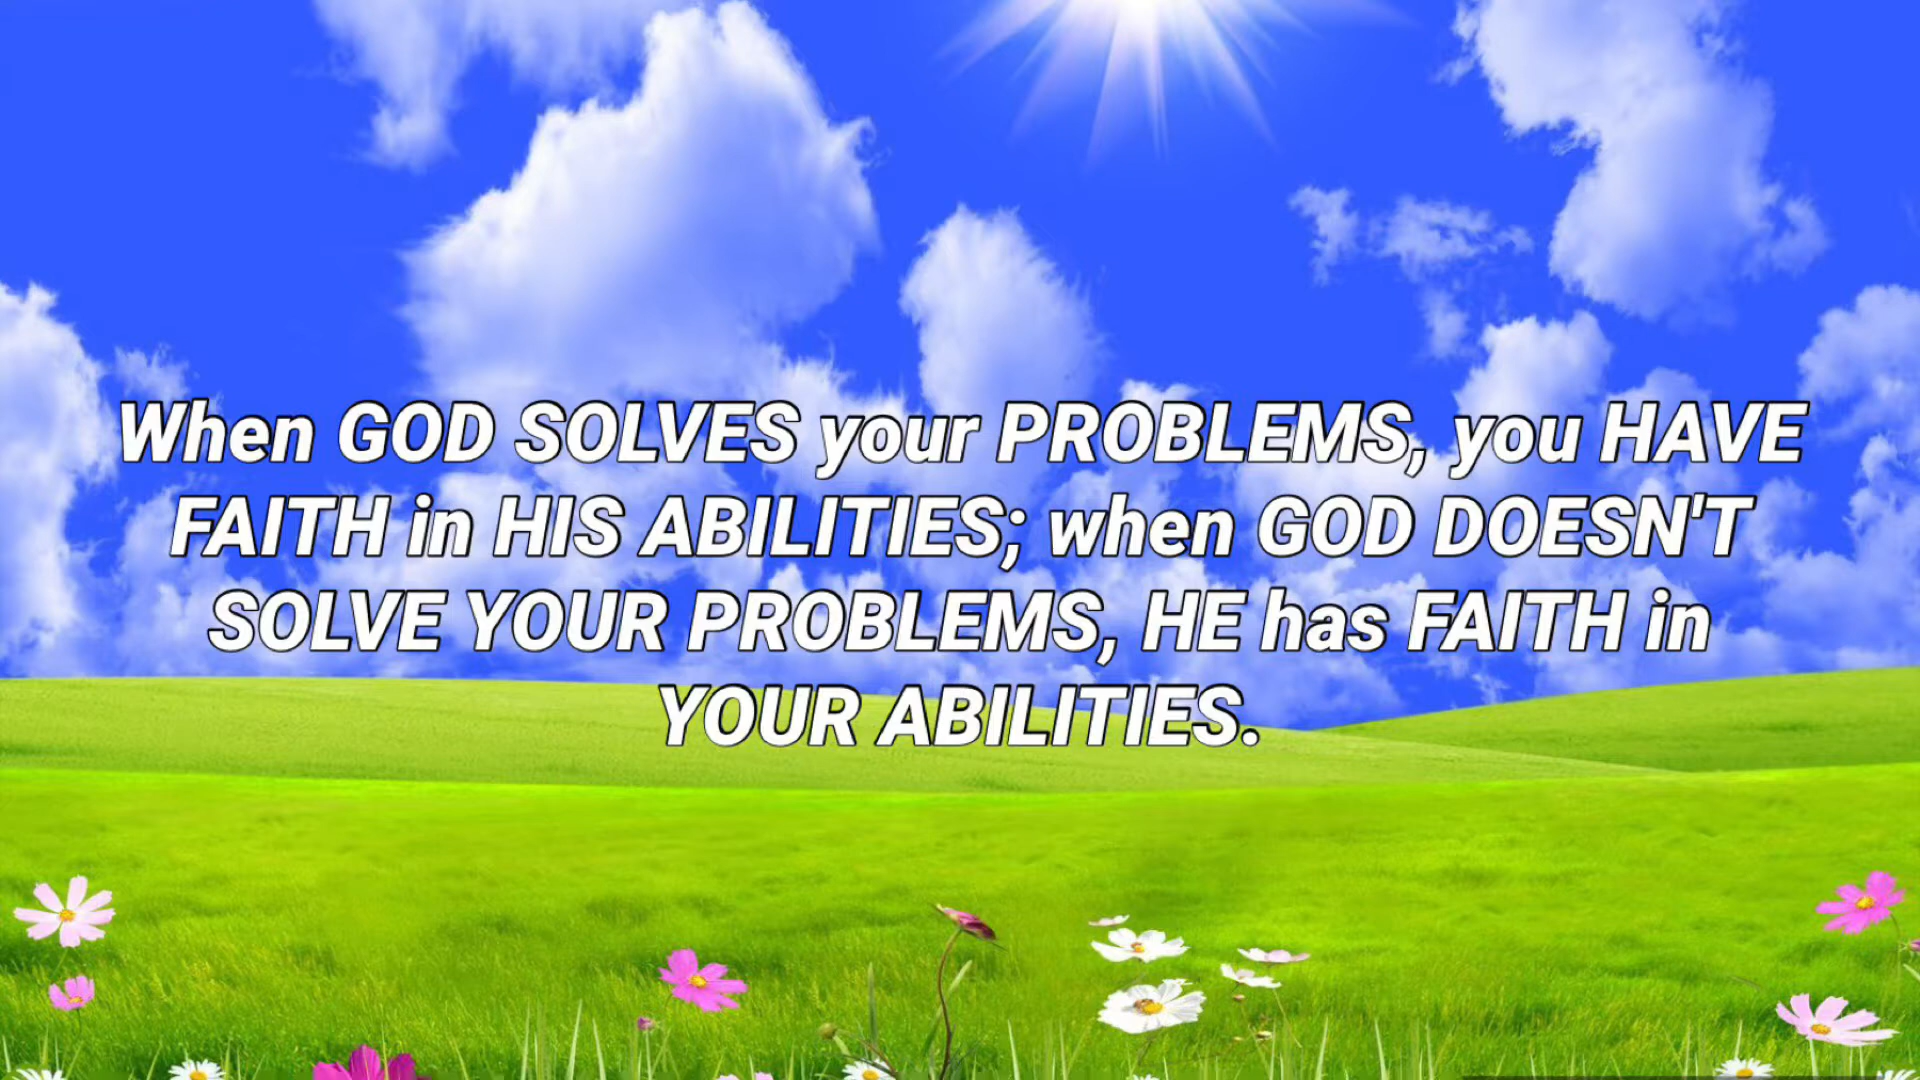 When GOD SOLVES your PROBLEMS, you HAVE
FAITH in HIS ABILITIES; when GOD DOESN'T
SOLVE YOUR PROBLEMS, HE has FAITH in
YOUR ABILITIES.